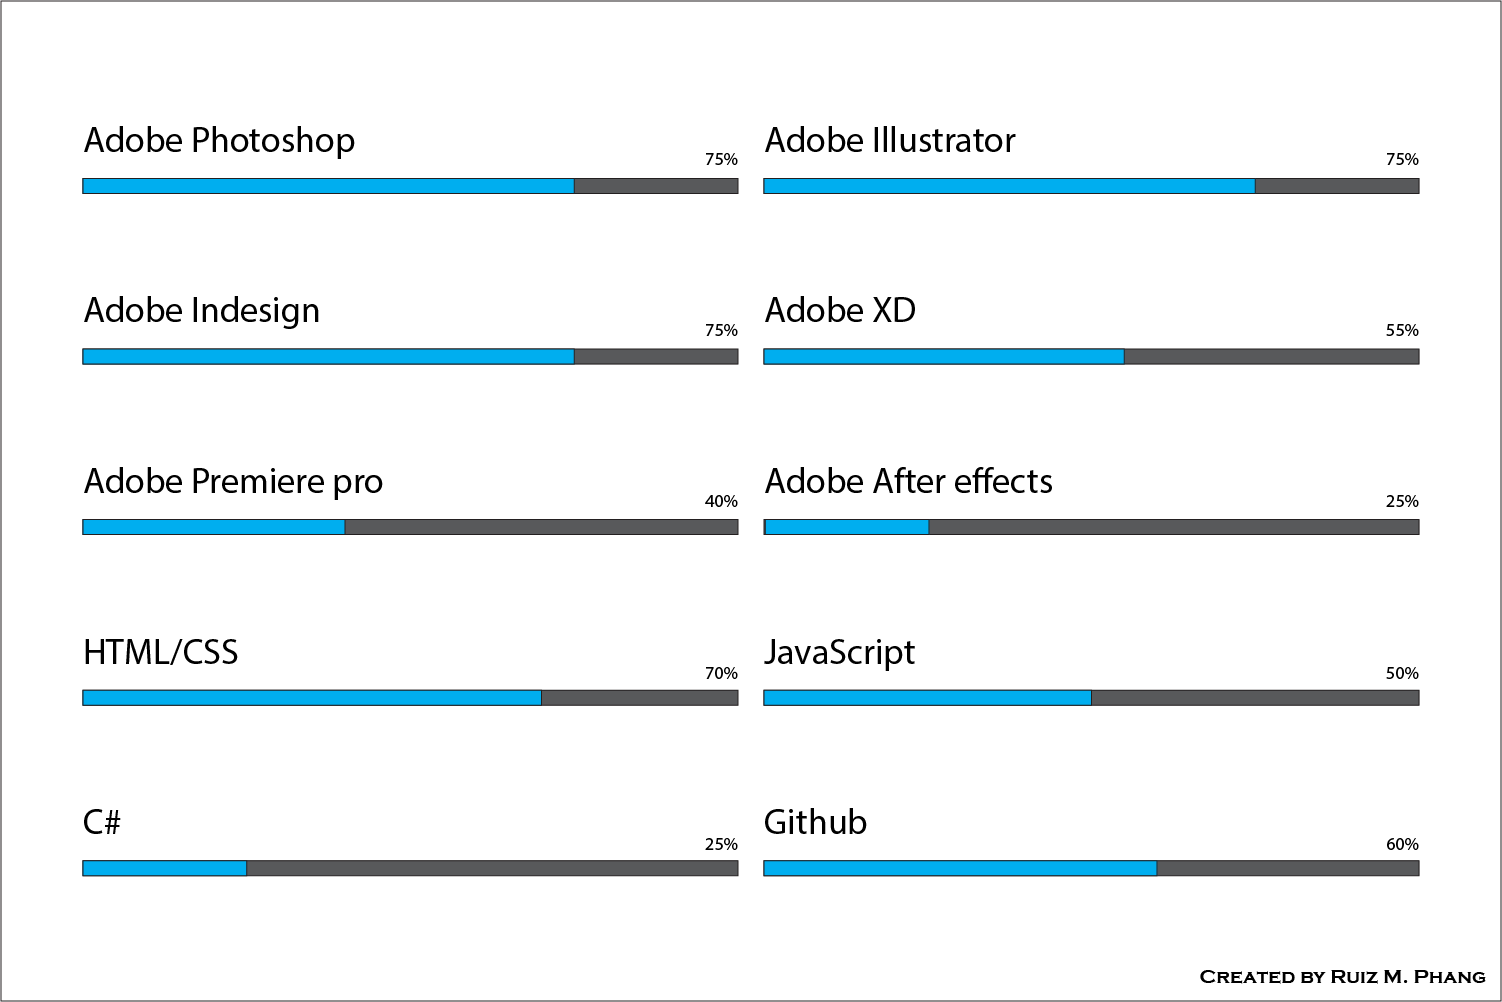 Adobe Photoshop
75%
Adobe Illustrator
75%
Adobe Indesign
75%
Adobe XD
55%
Adobe Premiere pro
40%
Adobe After effects
25%
HTML/CSS
70%
JavaScript
50%
C#
25%
Github
60%
Created by Ruiz M. Phang